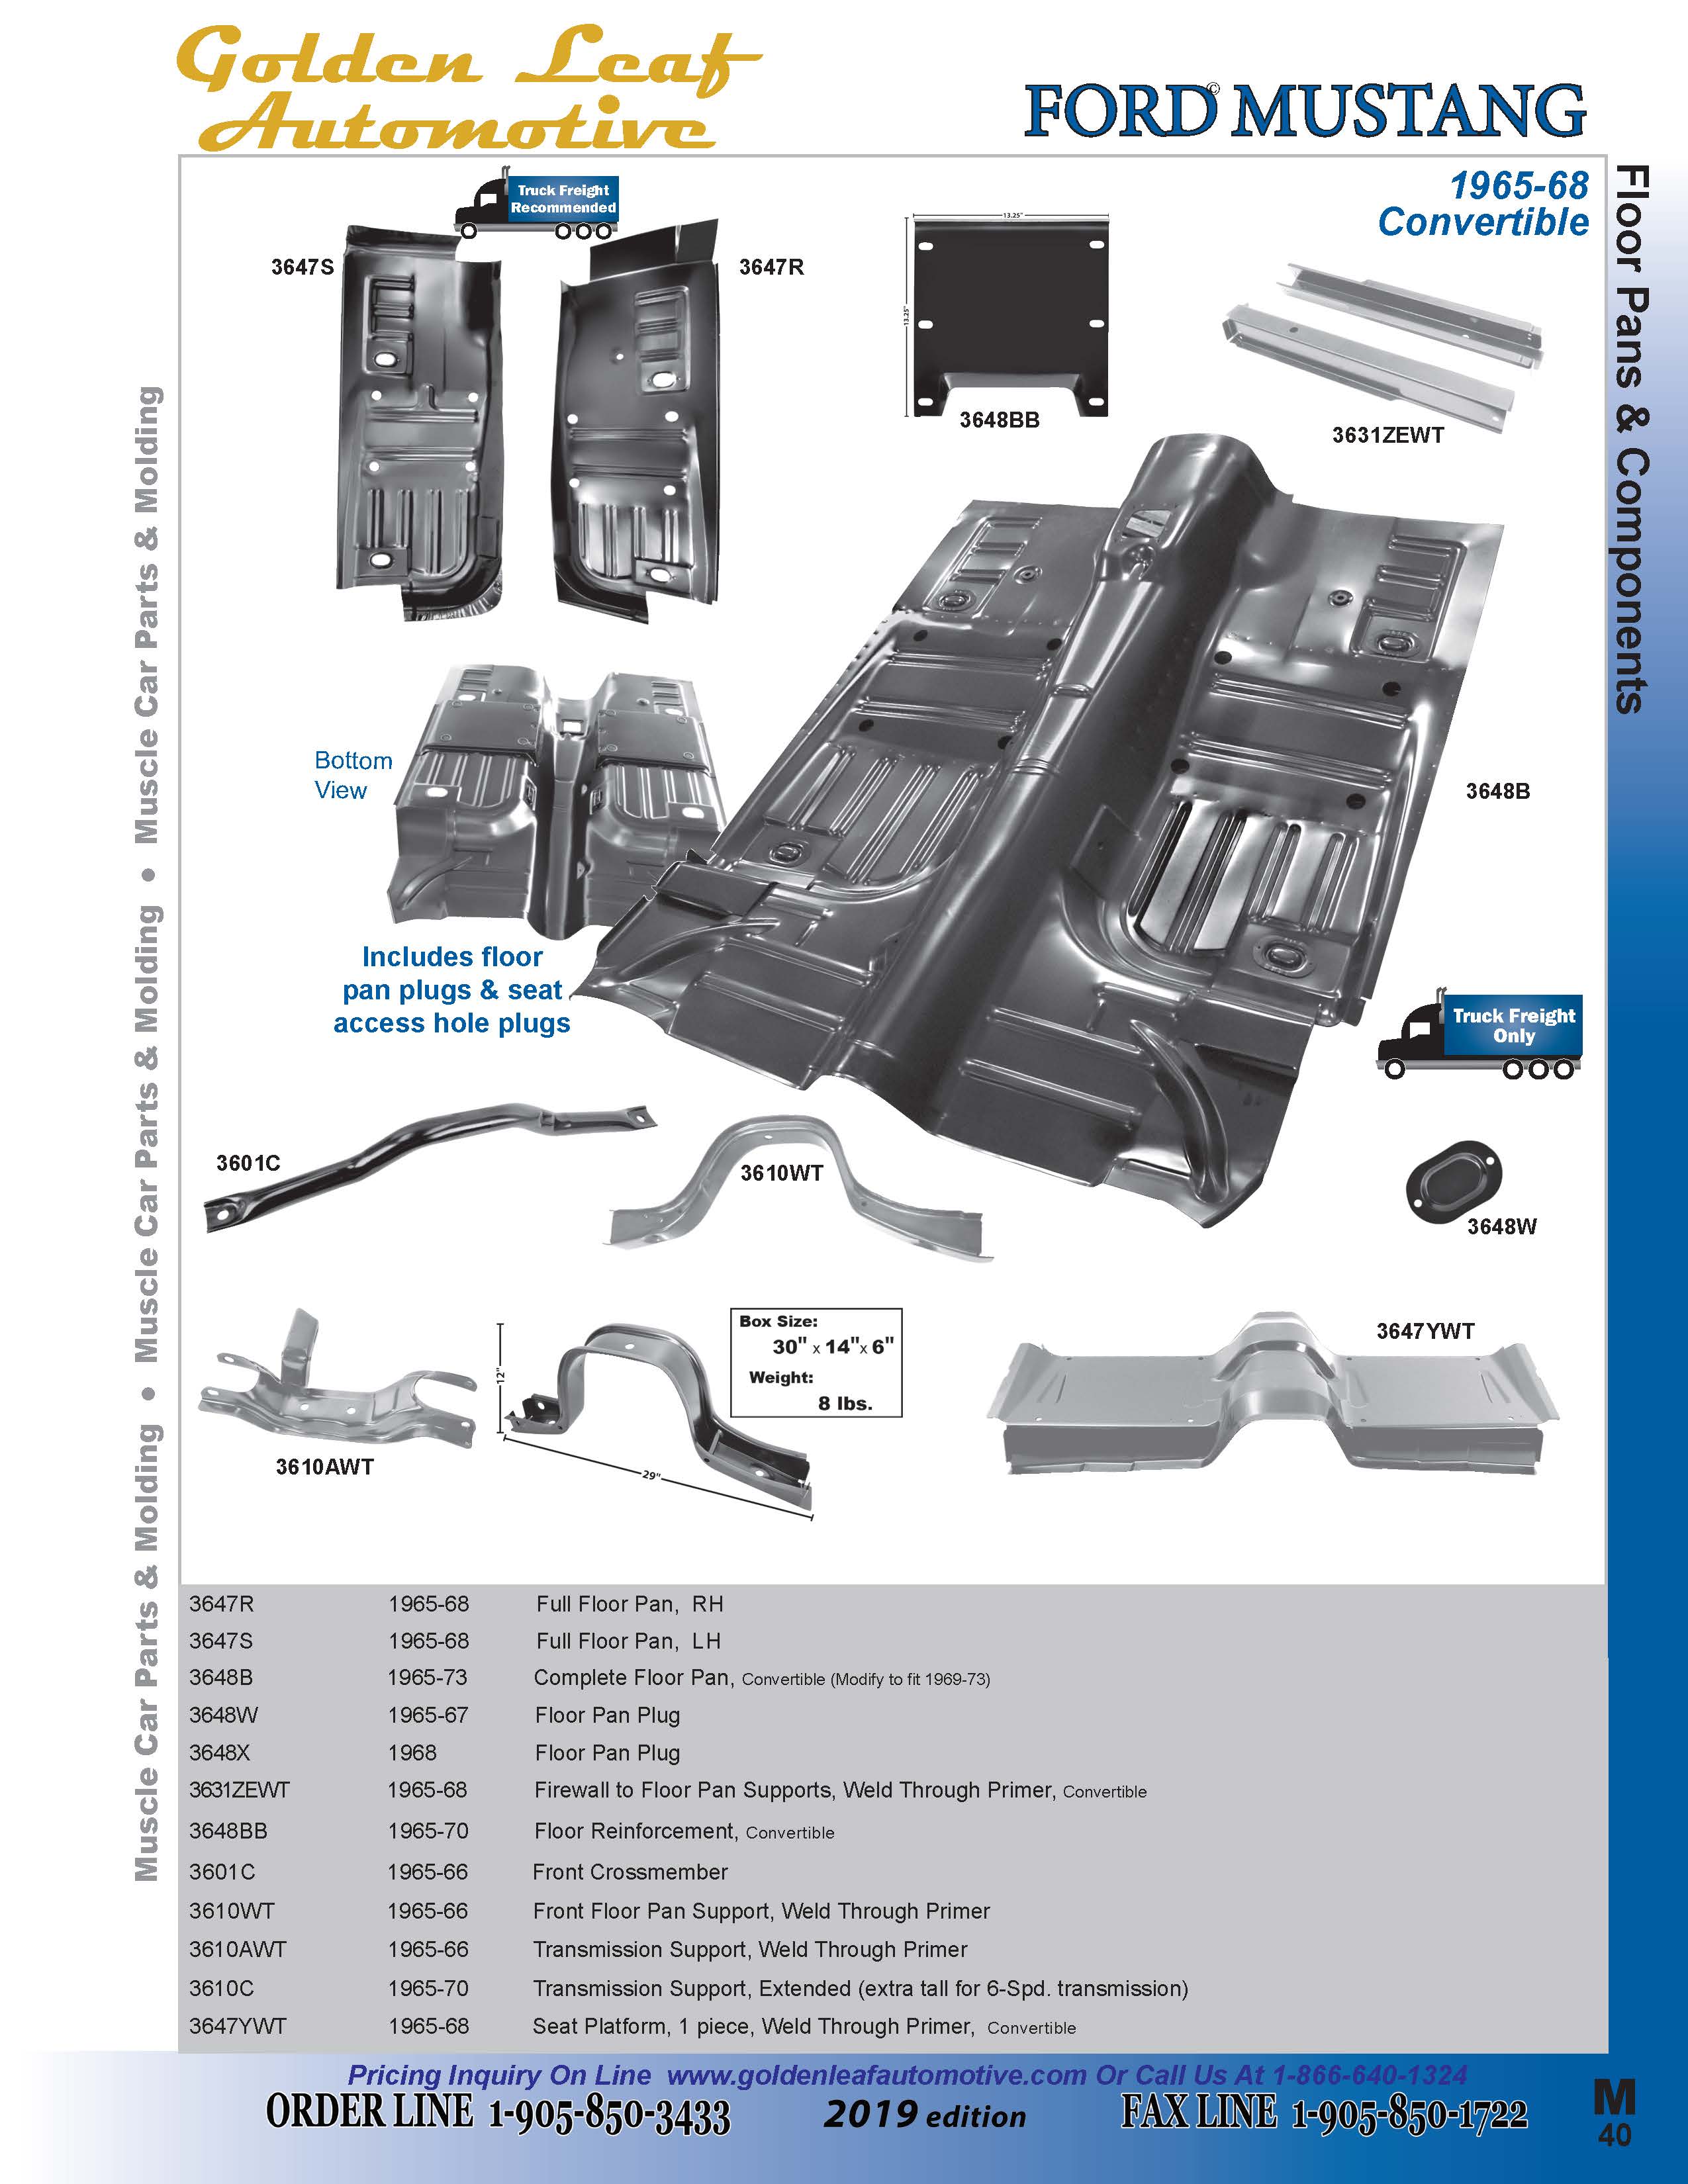 Golden Leaf
Automotive
FORD© MUSTANG
1965-68
Convertible
Floor Pans & Components
Muscle Car Parts & Molding • Muscle Car Parts & Molding • Muscle Car Parts & Molding
Truck Freight
Recommended
3647S
3647R
13.25"
13.25"
3648BB
3631ZEWT
Bottom
View
3648B
Includes floor
pan plugs & seat
access hole plugs
Truck Freight
Only
3601C
3610WT
3648W
3610AWT
12"
29"
Box Size:
30" x 14"x 6"
Weight:
8 lbs.
3647YWT
3647R 1965-68 Full Floor Pan, RH
3647S 1965-68 Full Floor Pan, LH
3648B 1965-73 Complete Floor Pan, Convertible (Modify to fit 1969-73)
3648W 1965-67 Floor Pan Plug
3648X 1968 Floor Pan Plug
3631ZEWT 1965-68 Firewall to Floor Pan Supports, Weld Through Primer, Convertible
3648BB 1965-70 Floor Reinforcement, Convertible
3601C 1965-66 Front Crossmember
3610WT 1965-66 Front Floor Pan Support, Weld Through Primer
3610AWT 1965-66 Transmission Support, Weld Through Primer
3610C 1965-70 Transmission Support, Extended (extra tall for 6-Spd. transmission)
3647YWT 1965-68 Seat Platform, 1 piece, Weld Through Primer, Convertible
Pricing Inquiry On Line www.goldenleafautomotive.com Or Call Us At 1-866-640-1324
ORDER LINE 1-905-850-3433 2019 edition FAX LINE 1-905-850-1722
M
40